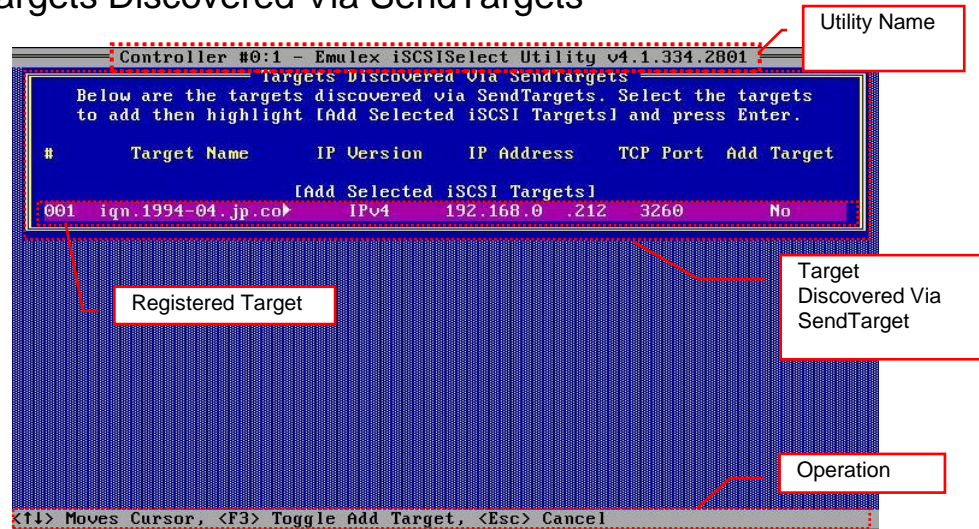 argets Discovered Via SendTargets
Utility Name
Controller #0:1 - Emulex iSCSISelect Utility v4.1.334.2801
Targets Discovered via SendTargets
Below are the targets discovered via SendTargets. Select the targets
to add then highlight [Add Selected iSCSI Targets] and press Enter.
# Target Name IP Version IP Address TCP Port Add Target
[Add Selected iSCSI Targets]
001 iqn.1994-04.jp.co► IPv4 192.168.0 .212 3260 No
Registered Target
Target
Discovered Via
SendTarget
Operation
<↑↓> Moves Cursor, <F3> Toggle Add Target, <Esc> Cancel